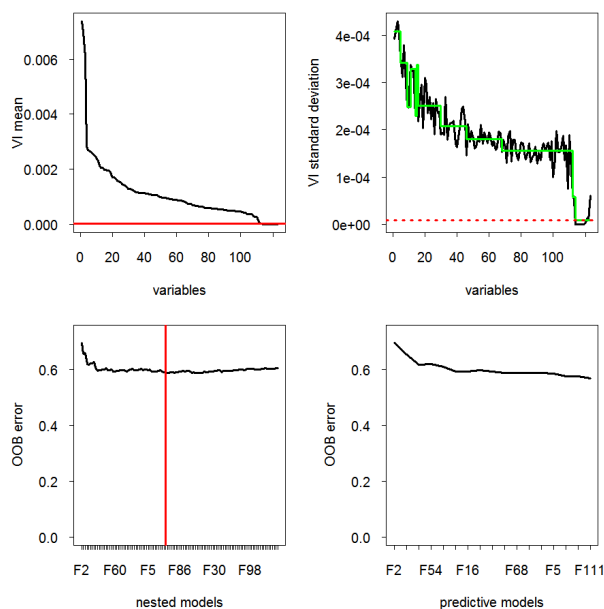 VI mean
0.006
0.004
0.002
0.000
0 20 40 60 80 100
variables
VI standard deviation
4e-04
3e-04
2e-04
1e-04
0e+00
0 20 40 60 80 100
variables
OOB error
0.6
0.4
0.2
0.0
F2 F60 F5 F86 F30 F98
nested models
OOB error
0.6
0.4
0.2
0.0
F2 F54 F16 F68 F5 F111
predictive models